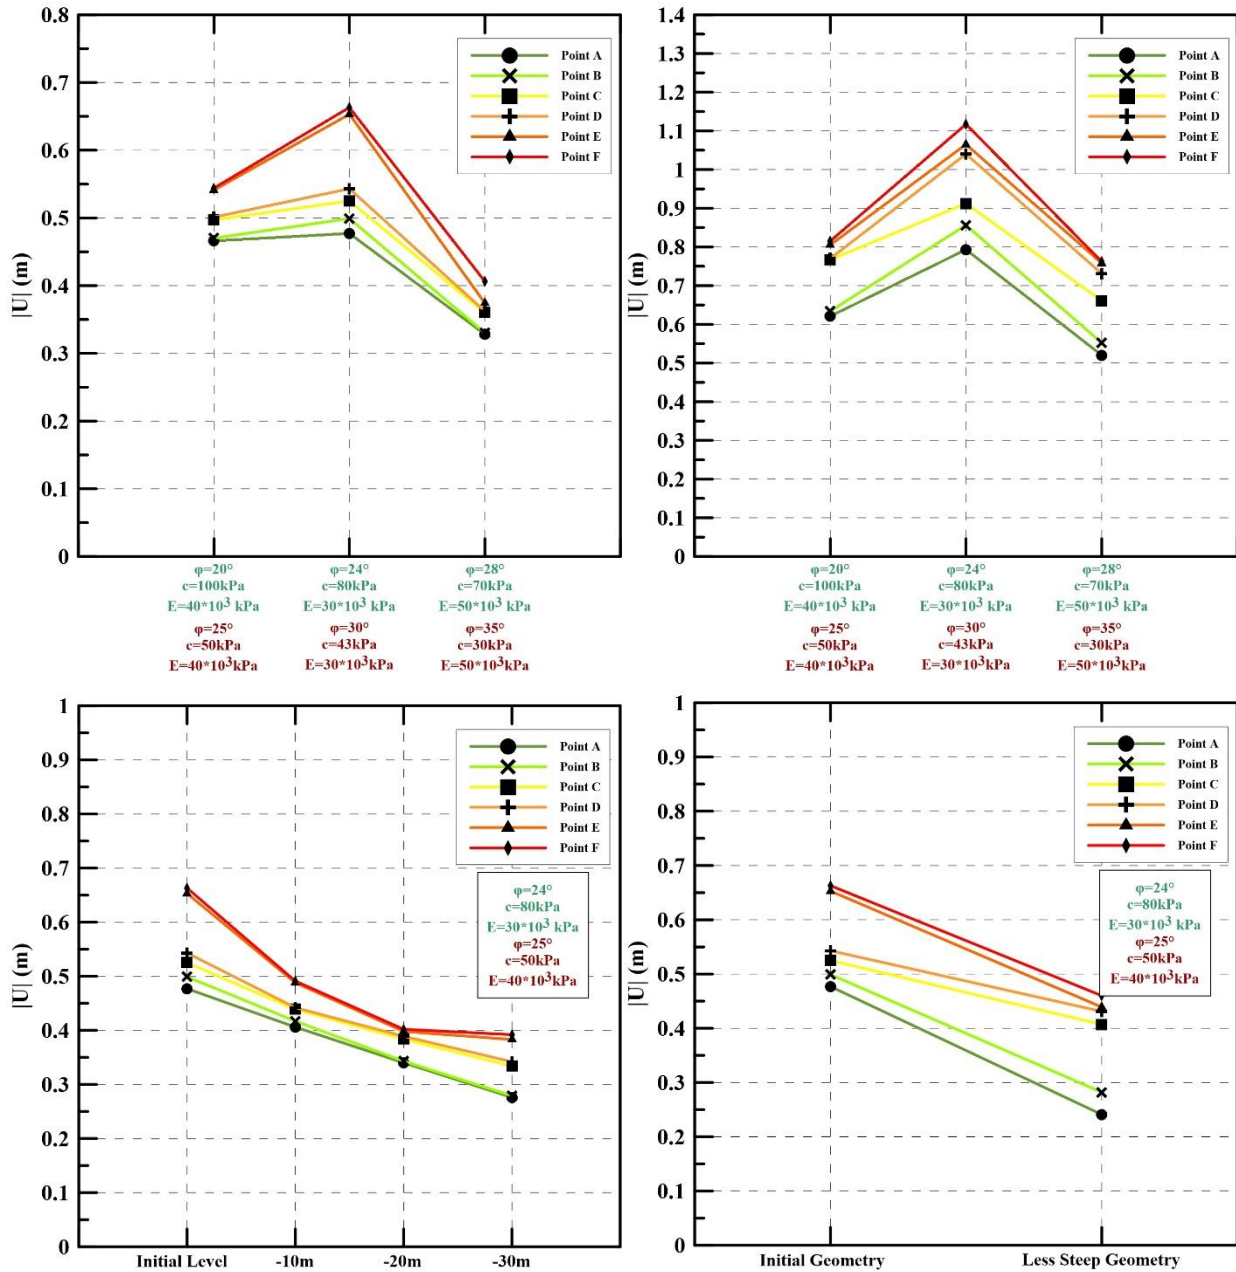 0.8
0.7
0.6
0.5
0.4
0.3
0.2
0.1
0
|U| (m)
Point A
Point B
Point C
Point D
Point E
Point F
φ=20°
c=100kPa
E=40*10³ kPa
φ=25°
c=50kPa
E=40*10³kPa
φ=24°
c=80kPa
E=30*10³ kPa
φ=30°
c=43kPa
E=30*10³kPa
φ=28°
c=70kPa
E=50*10³ kPa
φ=35°
c=30kPa
E=50*10³kPa
1.4
1.3
1.2
1.1
1
0.9
0.8
0.7
0.6
0.5
0.4
0.3
0.2
0.1
0
|U| (m)
Point A
Point B
Point C
Point D
Point E
Point F
φ=20°
c=100kPa
E=40*10³ kPa
φ=25°
c=50kPa
E=40*10³kPa
φ=24°
c=80kPa
E=30*10³ kPa
φ=30°
c=43kPa
E=30*10³kPa
φ=28°
c=70kPa
E=50*10³ kPa
φ=35°
c=30kPa
E=50*10³kPa
1
0.9
0.8
0.7
0.6
0.5
0.4
0.3
0.2
0.1
0
|U| (m)
Point A
Point B
Point C
Point D
Point E
Point F
φ=24°
c=80kPa
E=30*10³ kPa
φ=25°
c=50kPa
E=40*10³kPa
Initial Level
-10m
-20m
-30m
1
0.9
0.8
0.7
0.6
0.5
0.4
0.3
0.2
0.1
0
|U| (m)
Point A
Point B
Point C
Point D
Point E
Point F
φ=24°
c=80kPa
E=30*10³ kPa
φ=25°
c=50kPa
E=40*10³kPa
Initial Geometry
Less Steep Geometry